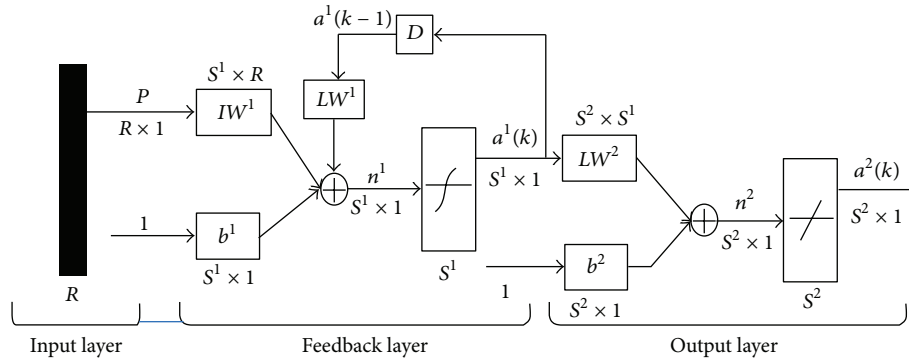 a¹(k−1)
D
S¹ × R
LW¹
P
IW¹
R × 1
a¹(k)
S² × S¹
LW²
n¹
S¹ × 1
S¹ × 1
a²(k)
1
b¹
S¹ × 1
n²
S² × 1
S² × 1
S¹
b²
1
S² × 1
R
S²
Input layer
Feedback layer
Output layer